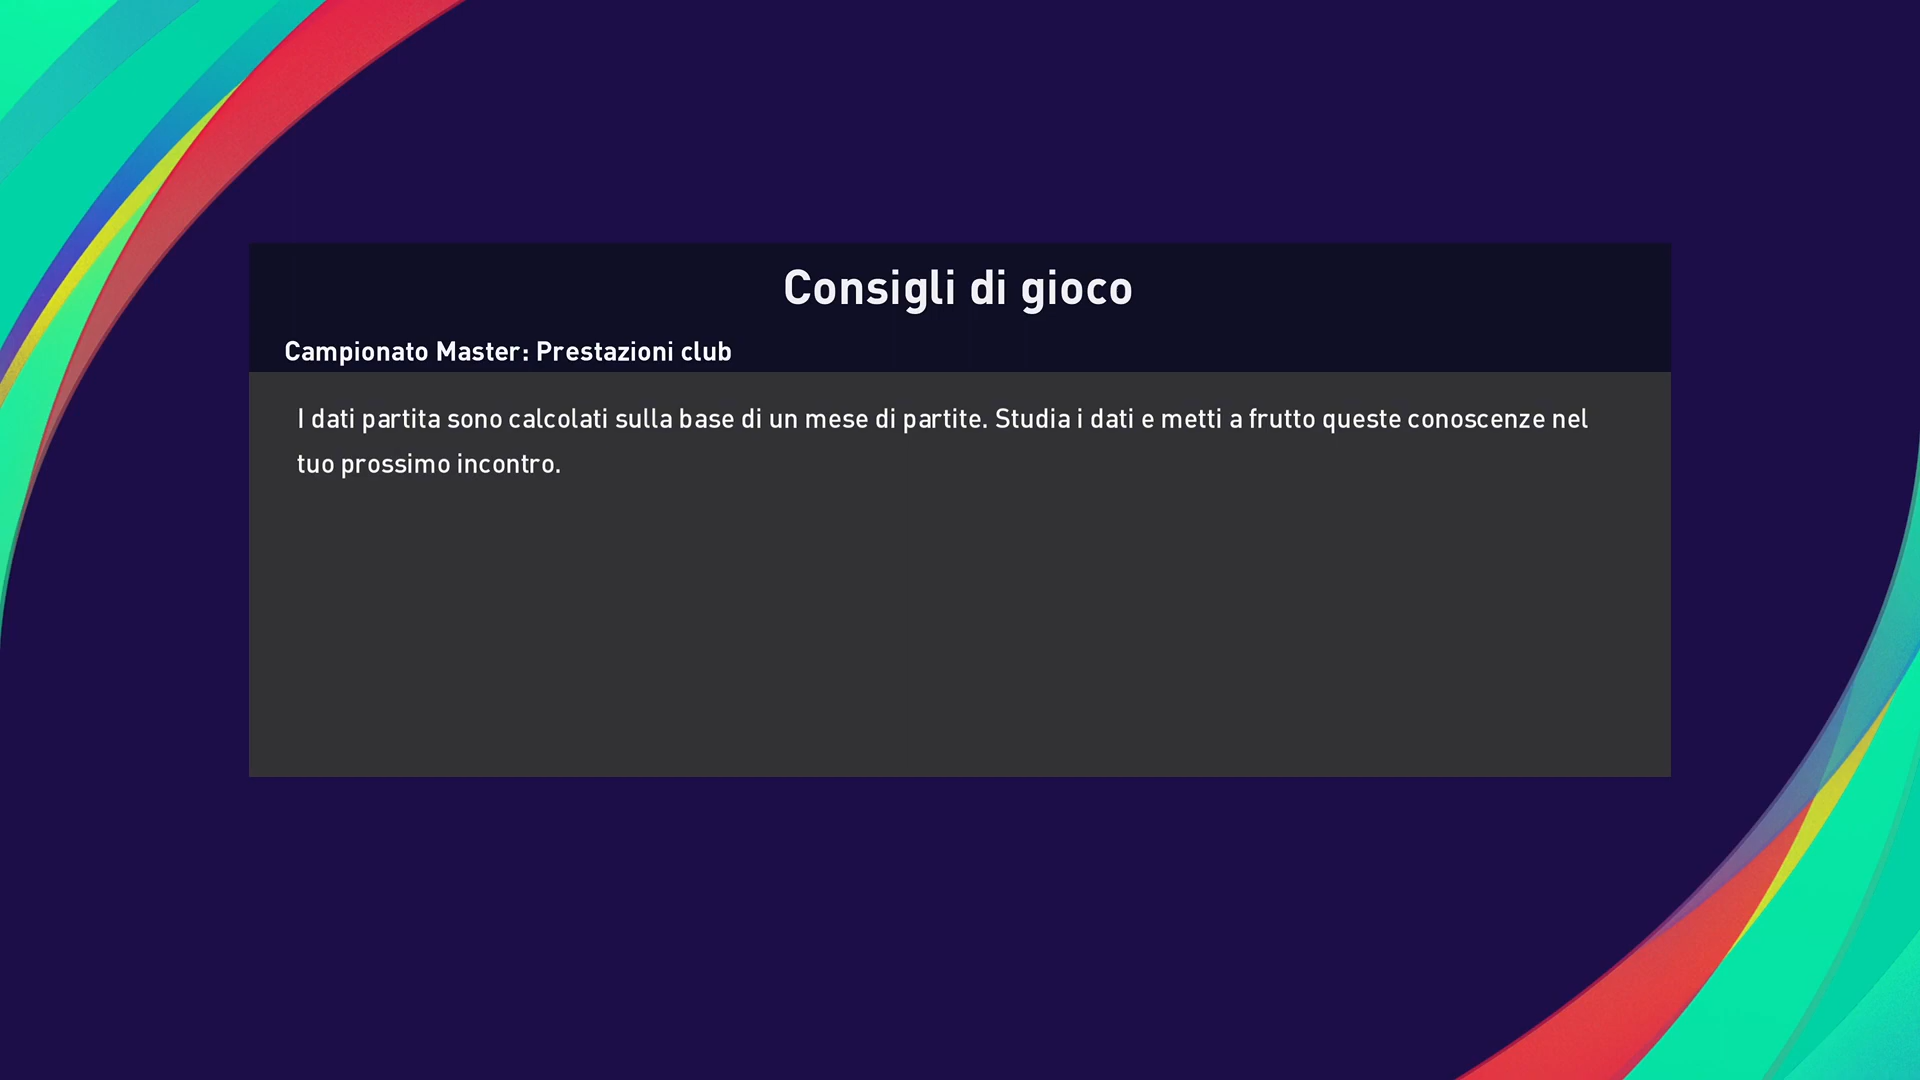 Consigli di gioco
Campionato Master: Prestazioni club
I dati partita sono calcolati sulla base di un mese di partite. Studia i dati e metti a frutto queste conoscenze nel
tuo prossimo incontro.